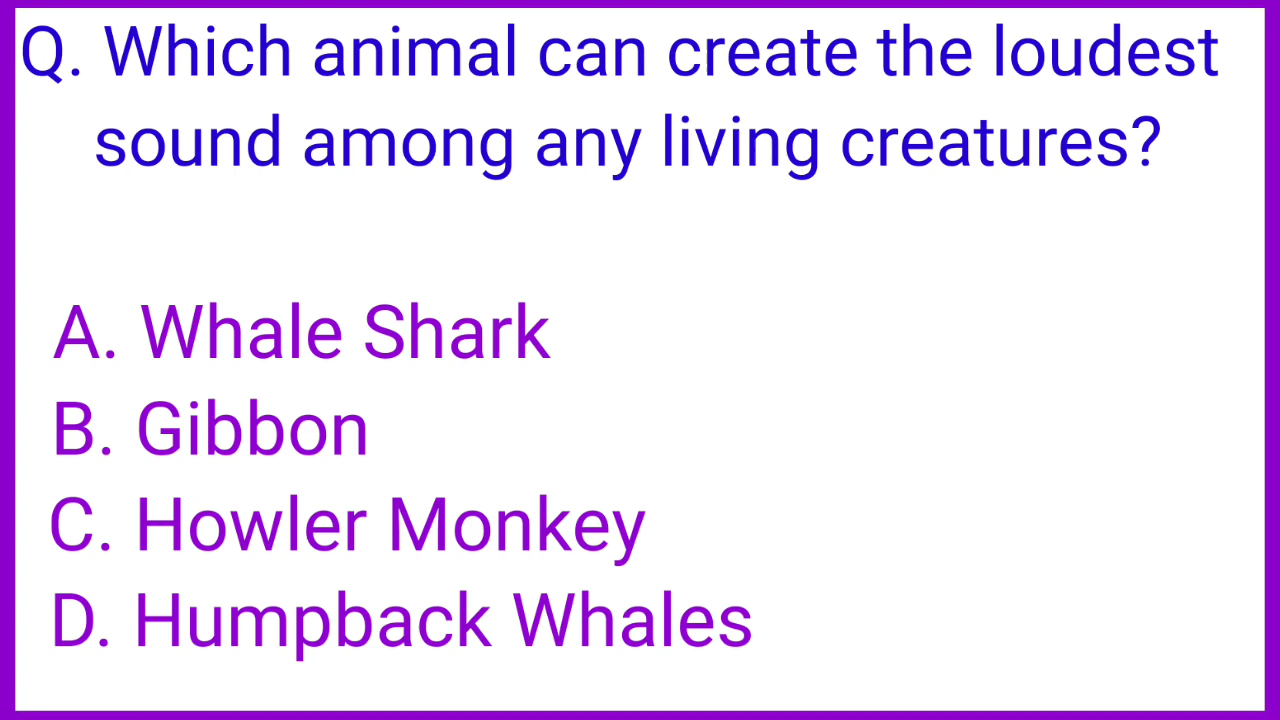 Q. Which animal can create the loudest
sound among any living creatures?
A. Whale Shark
B. Gibbon
C. Howler Monkey
D. Humpback Whales